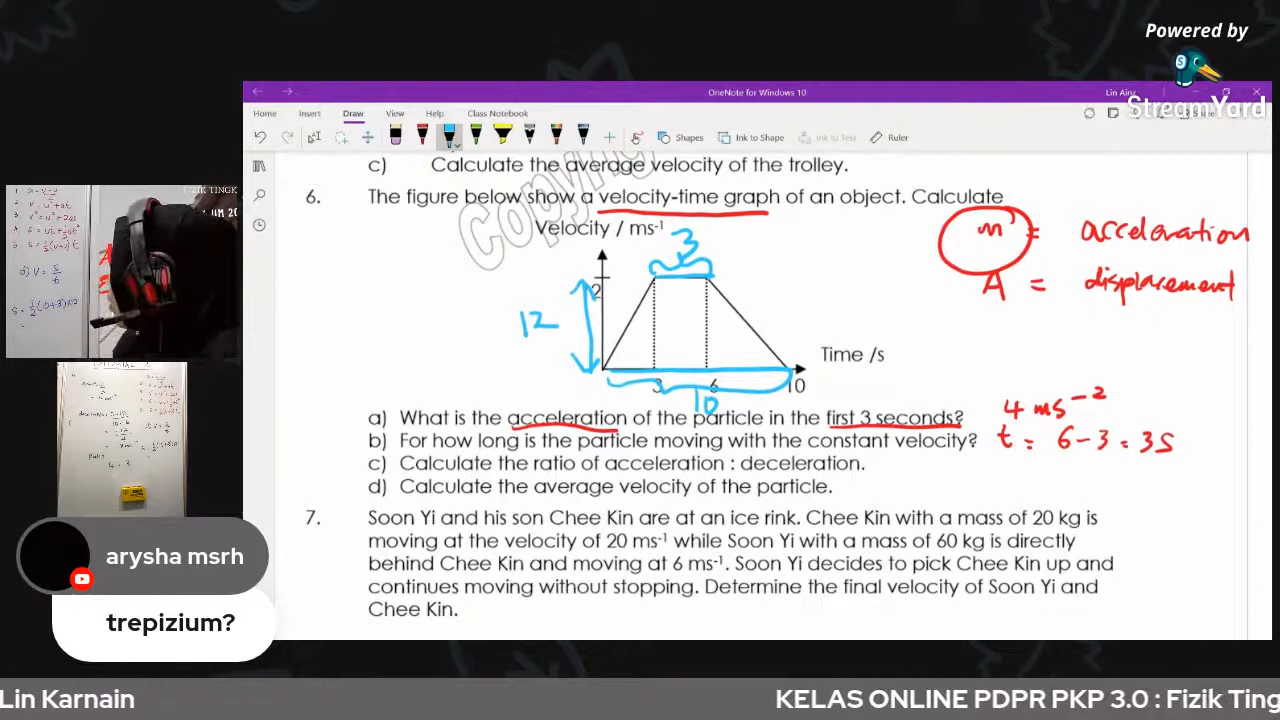 Powered by
StreamYard
OneNote for Windows 10
Home Insert Draw View Help Class Notebook
Shapes Ink to Shape Ink to Text Ruler
c) Calculate the average velocity of the trolley.
6. The figure below show a velocity-time graph of an object. Calculate
Copyrig
Velocity / ms-1
m = acceleration
A = displacement
3
12
2
Time /s
3 6 10
10
a) What is the acceleration of the particle in the first 3 seconds? 4 ms-2
b) For how long is the particle moving with the constant velocity? t = 6 - 3 = 3s
c) Calculate the ratio of acceleration : deceleration.
d) Calculate the average velocity of the particle.
7. Soon Yi and his son Chee Kin are at an ice rink. Chee Kin with a mass of 20 kg is
moving at the velocity of 20 ms-1 while Soon Yi with a mass of 60 kg is directly
behind Chee Kin and moving at 6 ms-1. Soon Yi decides to pick Chee Kin up and
continues moving without stopping. Determine the final velocity of Soon Yi and
Chee Kin.
arysha msrh
trepizium?
Lin Karnain
KELAS ONLINE PDPR PKP 3.0 : Fizik Ting